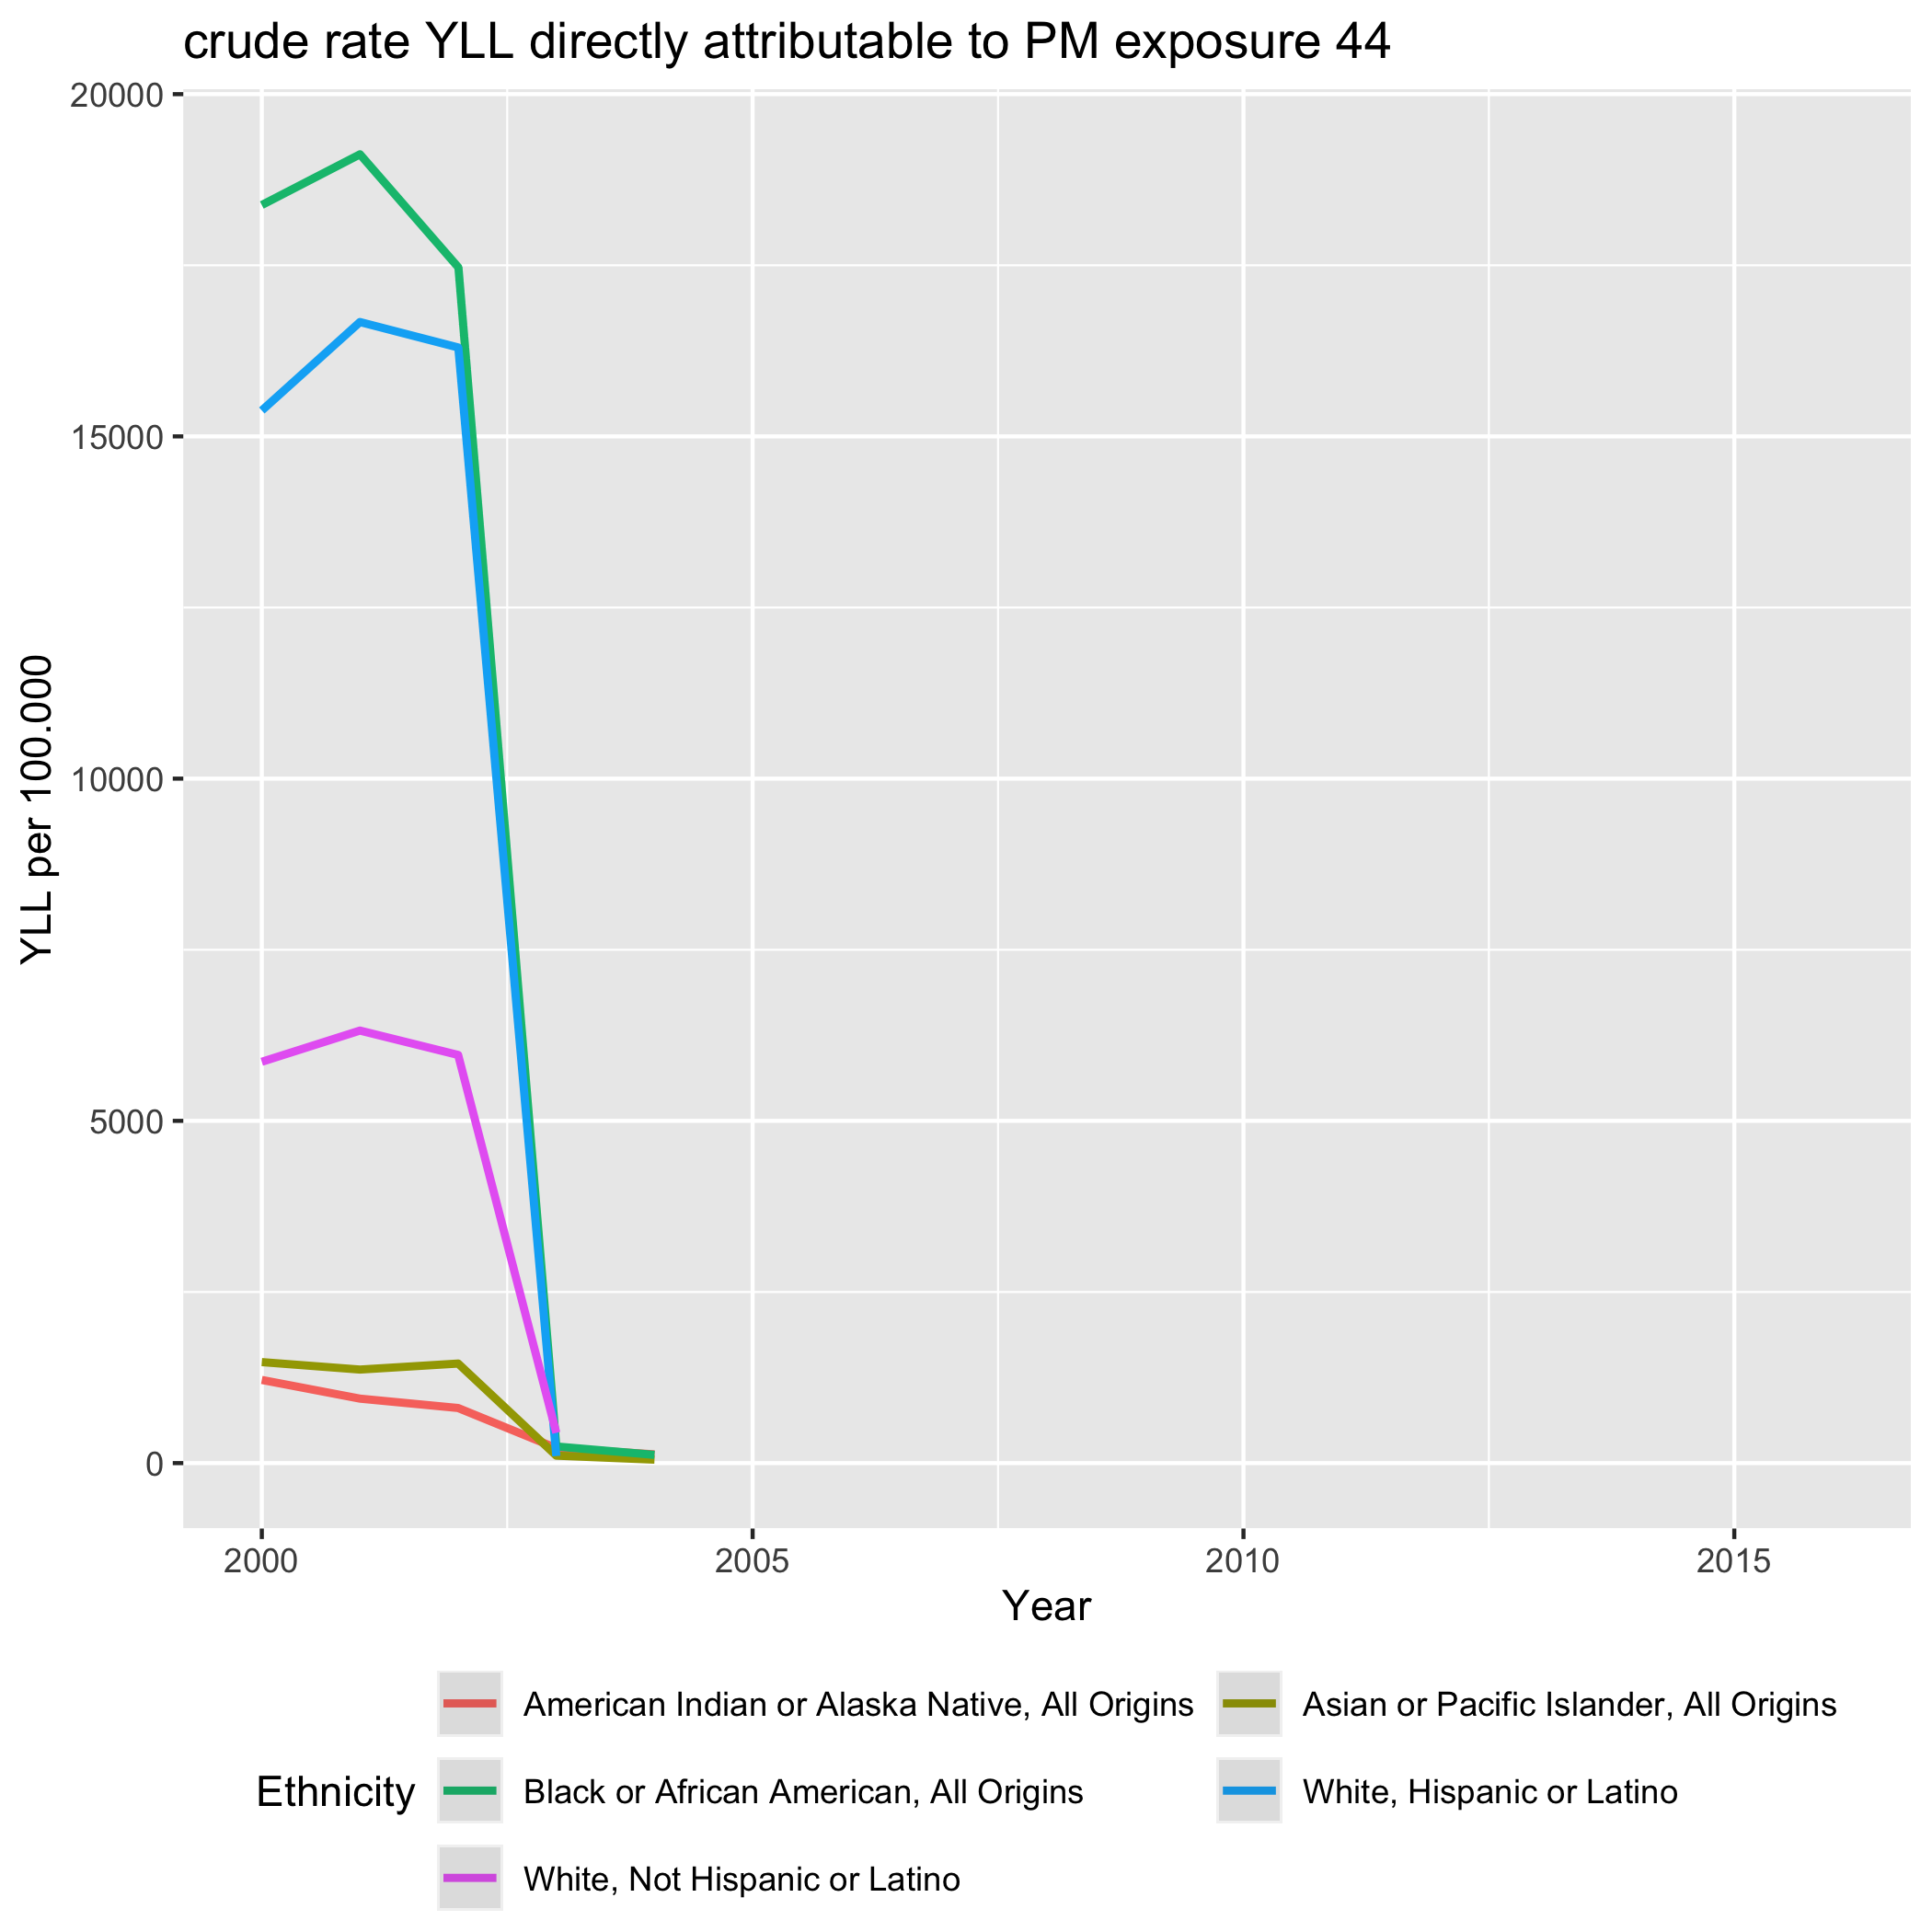 crude rate YLL directly attributable to PM exposure 44
20000
15000
10000
5000
0
YLL per 100.000
2000 2005 2010 2015
Year
Ethnicity
American Indian or Alaska Native, All Origins
Asian or Pacific Islander, All Origins
Black or African American, All Origins
White, Hispanic or Latino
White, Not Hispanic or Latino